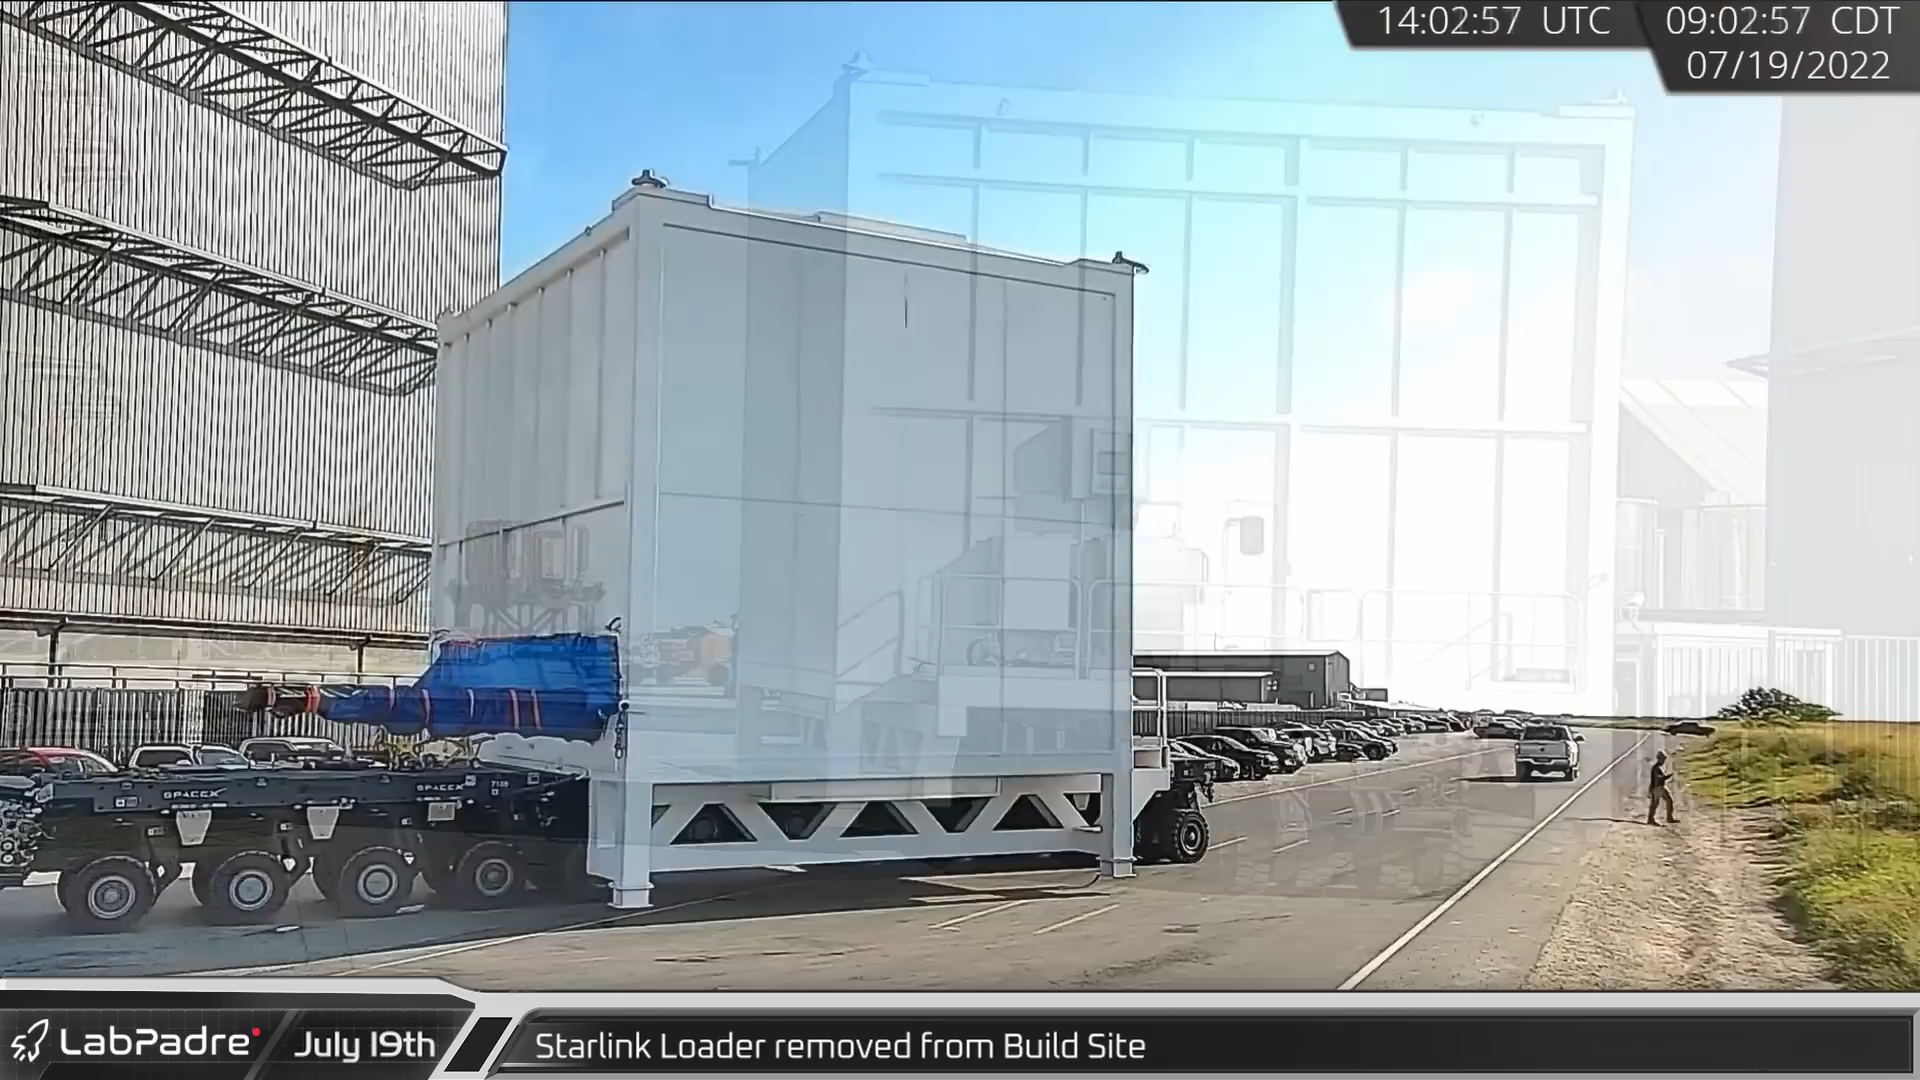 14:02:57 UTC
09:02:57 CDT
07/19/2022
SPACEX
SPACEX
LabPadre
July 19th
Starlink Loader removed from Build Site